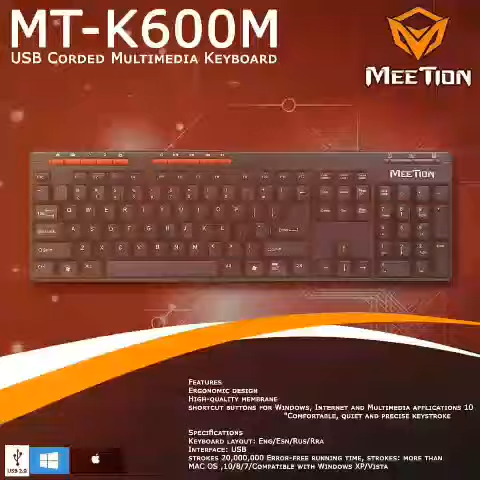 MT-K600M
USB Corded Multimedia Keyboard
MeeTion
MeeTion
Q W E R T Y U I O P
A S D F G H J K L
Z X C V B N M
Features
Ergonomic design
High-quality membrane
shortcut buttons for Windows, Internet and Multimedia applications 10
"Comfortable, quiet and precise keystroke
Specifications
Keyboard layout: Eng/Esn/Rus/Rra
Interface: USB
strokes 20,000,000 Error-free running time, strokes: more than
MAC OS ,10/8/7/Compatible with Windows XP/Vista
USB 2.0